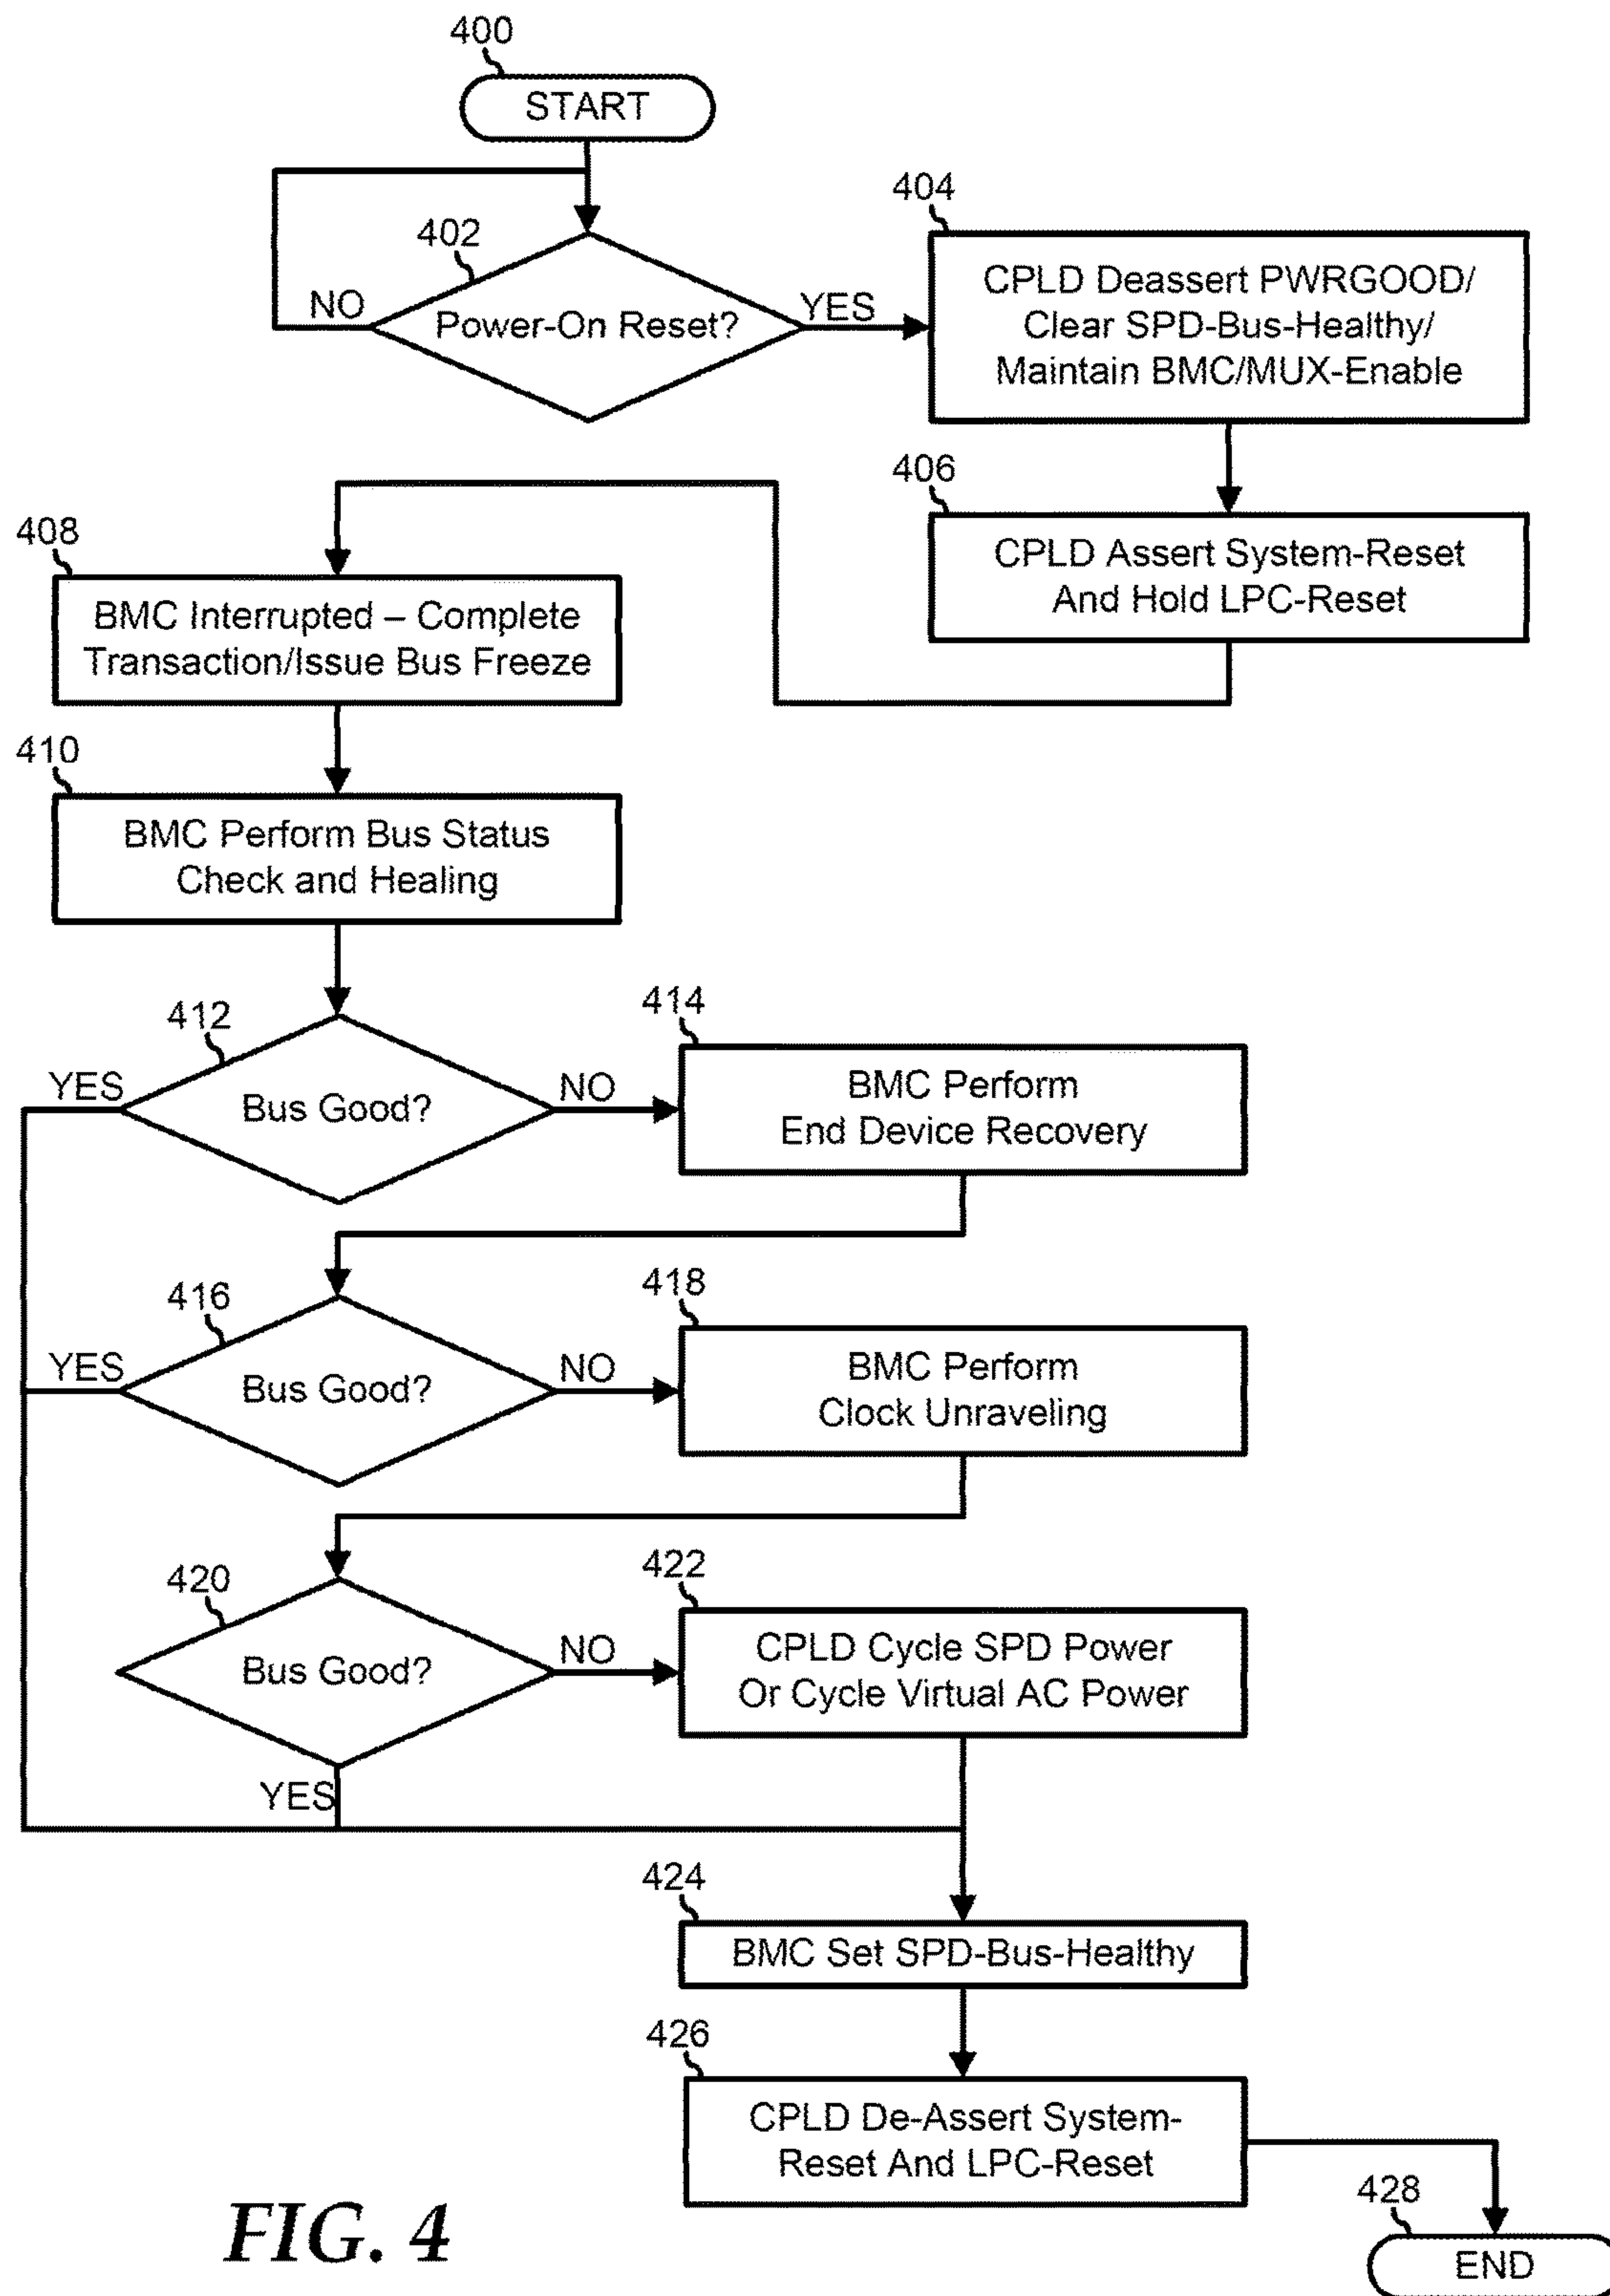 400
START
402
NO
Power-On Reset?
YES
404
CPLD Deassert PWRGOOD/
Clear SPD-Bus-Healthy/
Maintain BMC/MUX-Enable
406
CPLD Assert System-Reset
And Hold LPC-Reset
408
BMC Interrupted – Complete
Transaction/Issue Bus Freeze
410
BMC Perform Bus Status
Check and Healing
412
YES
Bus Good?
NO
414
BMC Perform
End Device Recovery
416
YES
Bus Good?
NO
418
BMC Perform
Clock Unraveling
420
Bus Good?
NO
YES
422
CPLD Cycle SPD Power
Or Cycle Virtual AC Power
424
BMC Set SPD-Bus-Healthy
426
CPLD De-Assert System-
Reset And LPC-Reset
428
END
FIG. 4